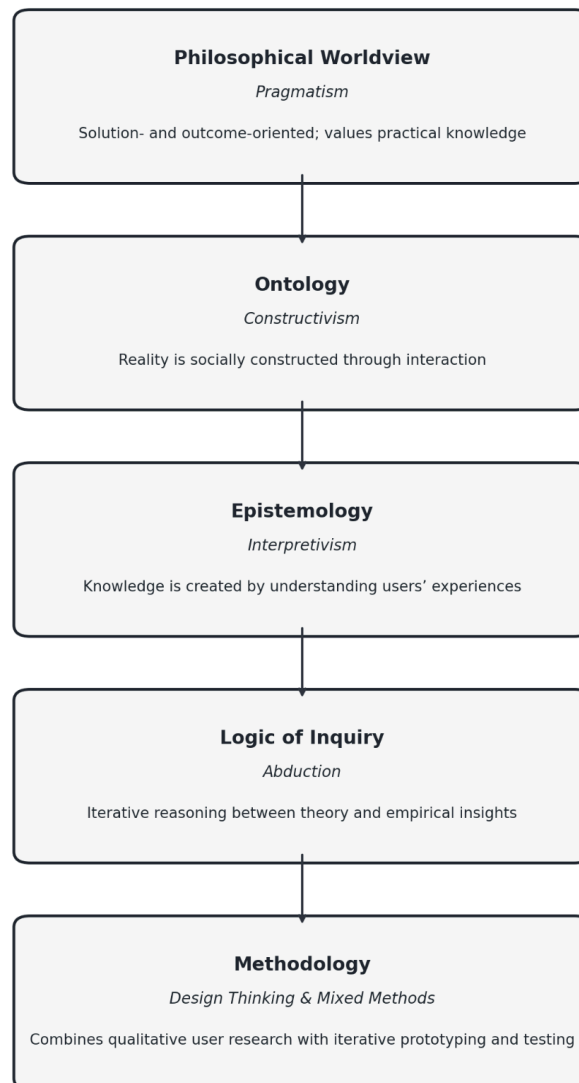 Philosophical Worldview
Pragmatism
Solution- and outcome-oriented; values practical knowledge
Ontology
Constructivism
Reality is socially constructed through interaction
Epistemology
Interpretivism
Knowledge is created by understanding users’ experiences
Logic of Inquiry
Abduction
Iterative reasoning between theory and empirical insights
Methodology
Design Thinking & Mixed Methods
Combines qualitative user research with iterative prototyping and testing